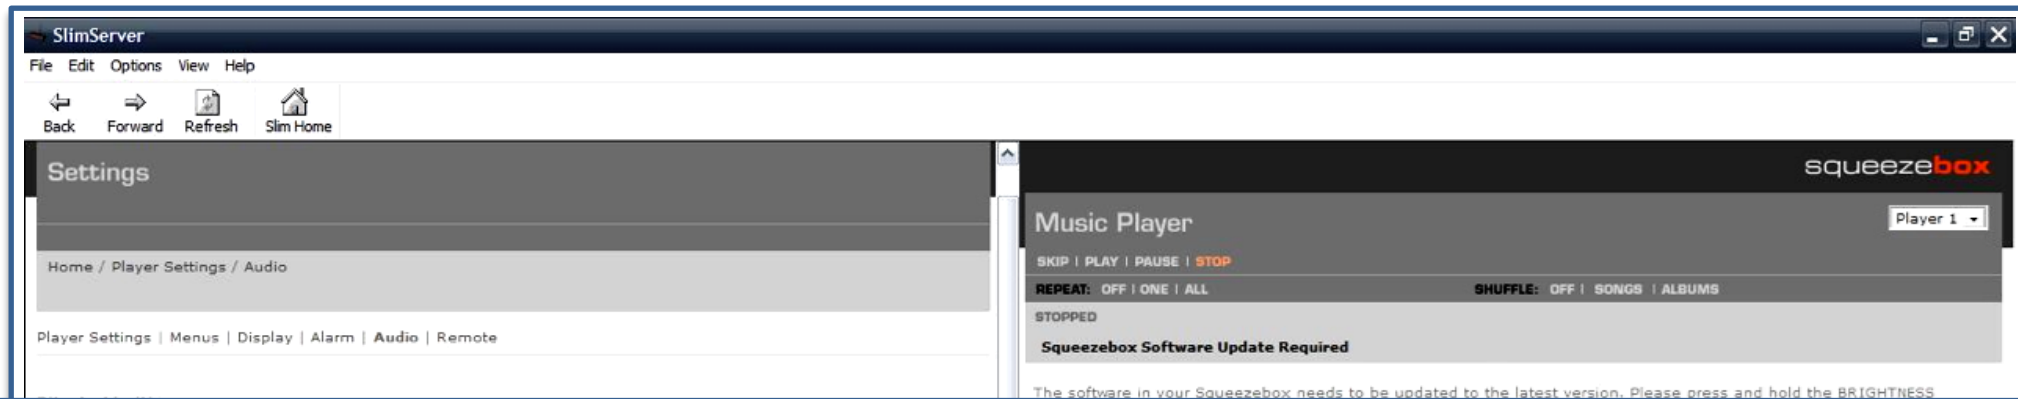 SlimServer
File Edit Options View Help
Back Forward Refresh Slim Home
Settings
Home / Player Settings / Audio
Player Settings | Menus | Display | Alarm | Audio | Remote
squeezebox
Music Player
Player 1
SKIP | PLAY | PAUSE | STOP
REPEAT: OFF | ONE | ALL
SHUFFLE: OFF | SONGS | ALBUMS
STOPPED
Squeezebox Software Update Required
The software in your Squeezebox needs to be updated to the latest version. Please press and hold the BRIGHTNESS